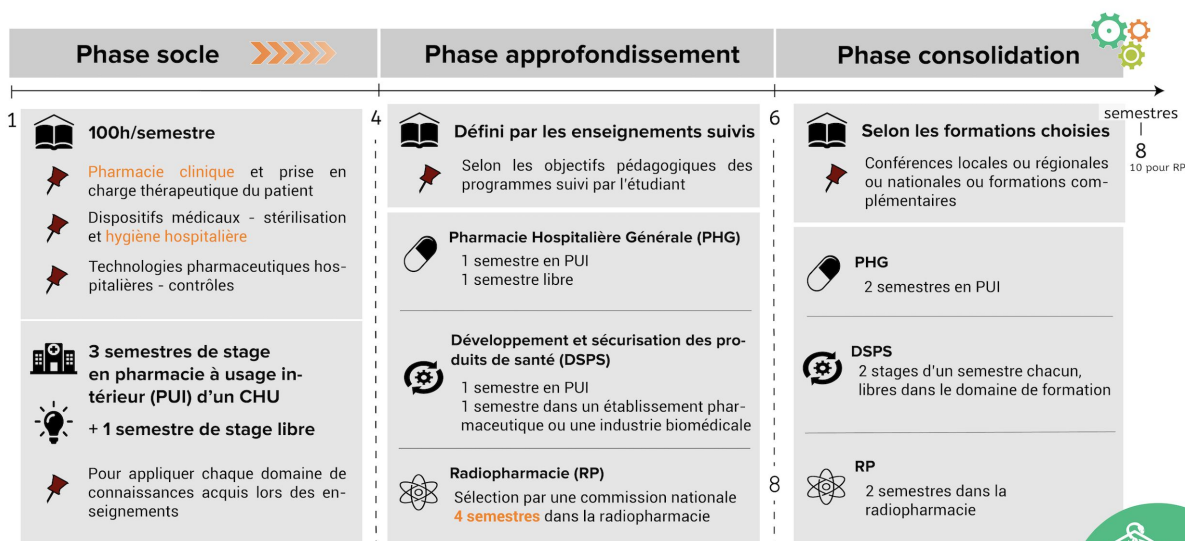 Phase socle
Phase approfondissement
Phase consolidation
1
4
6
semestres
8
10 pour RP
100h/semestre
Pharmacie clinique et prise en
charge thérapeutique du patient
Dispositifs médicaux - stérilisation
et hygiène hospitalière
Technologies pharmaceutiques hos-
pitalières - contrôles
3 semestres de stage
en pharmacie à usage in-
térieur (PUI) d'un CHU
+ 1 semestre de stage libre
Pour appliquer chaque domaine de
connaissances acquis lors des en-
seignements
Défini par les enseignements suivis
Selon les objectifs pédagogiques des
programmes suivi par l'étudiant
Pharmacie Hospitalière Générale (PHG)
1 semestre en PUI
1 semestre libre
Développement et sécurisation des pro-
duits de santé (DSPS)
1 semestre en PUI
1 semestre dans un établissement phar-
maceutique ou une industrie biomédicale
Radiopharmacie (RP)
Sélection par une commission nationale
4 semestres dans la radiopharmacie
8
Selon les formations choisies
Conférences locales ou régionales
ou nationales ou formations com-
plémentaires
PHG
2 semestres en PUI
DSPS
2 stages d'un semestre chacun,
libres dans le domaine de formation
RP
2 semestres dans la
radiopharmacie